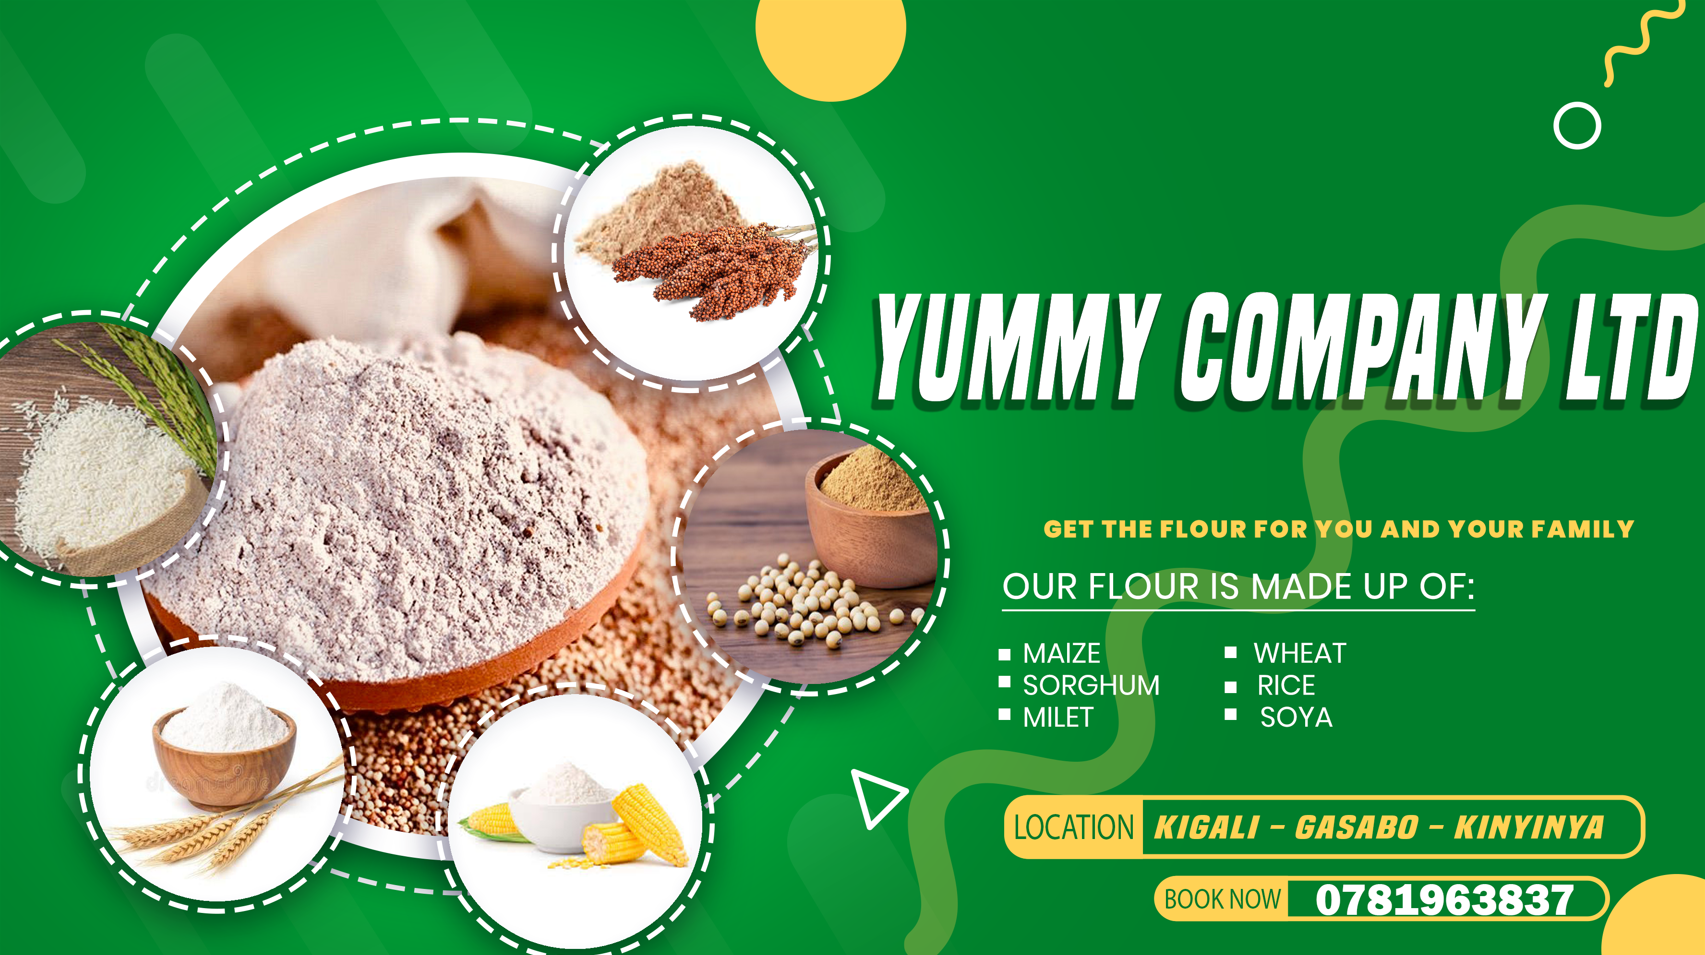 YUMMY COMPANY LTD
GET THE FLOUR FOR YOU AND YOUR FAMILY
OUR FLOUR IS MADE UP OF:
MAIZE
SORGHUM
MILET
WHEAT
RICE
SOYA
LOCATION KIGALI - GASABO - KINYINYA
BOOK NOW 0781963837